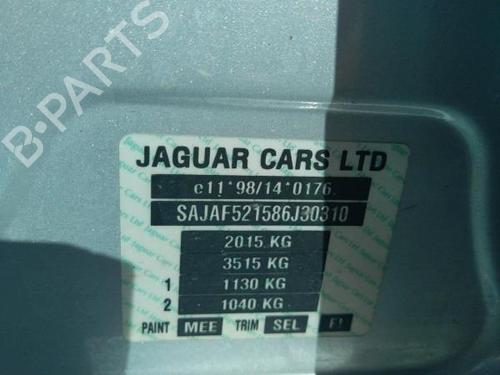 B-PARTS
JAGUAR CARS LTD
e11*98/14*0176
SAJAF521586J30310
2015 KG
3515 KG
1 1130 KG
2 1040 KG
PAINT MEE TRIM SEL